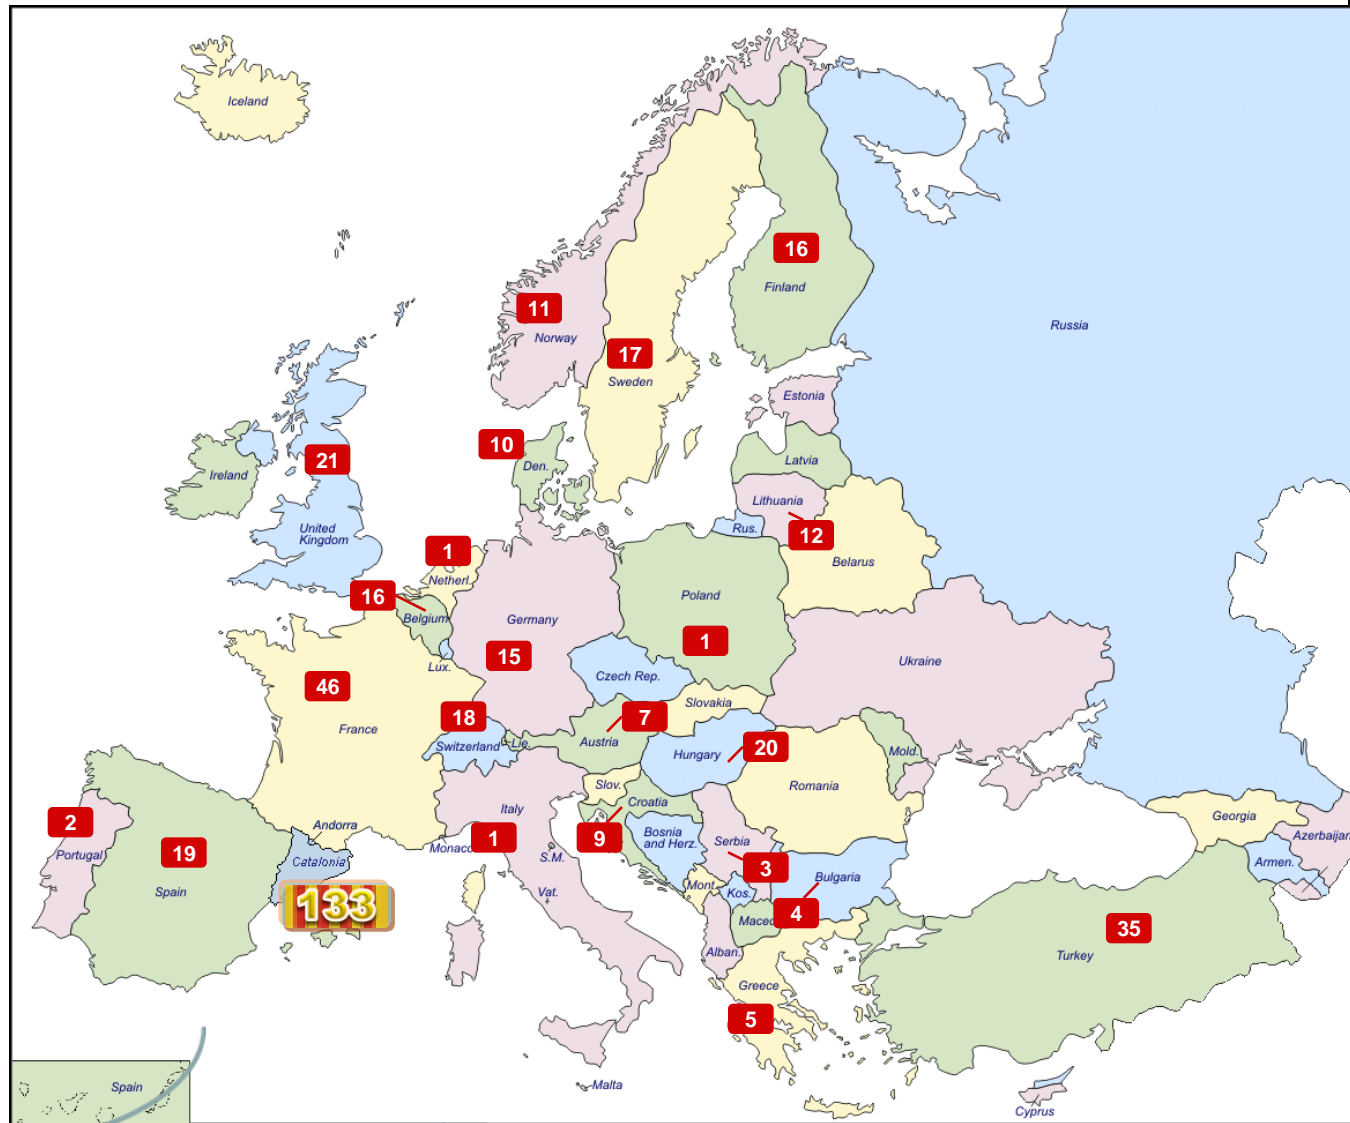 Iceland
16
Finland
11
Norway
Russia
17
Sweden
Estonia
10
Den.
Latvia
21
Ireland
Lithuania
United
Kingdom
Rus.
12
1
Netherl.
Belarus
16
Belgium
Germany
Poland
1
15
Lux.
Czech Rep.
Ukraine
46
France
18
Switzerland
Lie.
7
Austria
Slovakia
Hungary
20
Mold.
Slov.
Romania
Italy
Croatia
2
Portugal
19
Spain
Andorra
Catalonia
133
Monaco
1
S.M.
Vat.
9
Bosnia
and Herz.
Serbia
3
Georgia
Azerbaijan
Armen.
Bulgaria
Mont.
Kos.
4
Maced
Alban.
35
Turkey
Greece
5
Spain
Malta
Cyprus